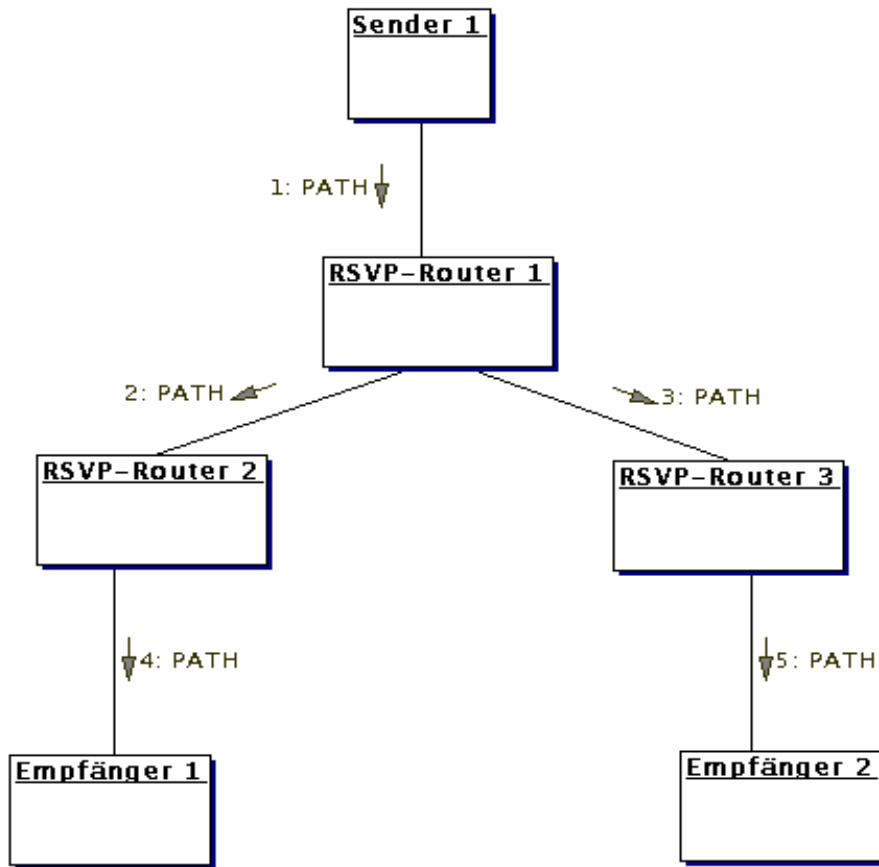 Sender 1
1: PATH
RSVP-Router 1
2: PATH
3: PATH
RSVP-Router 2
RSVP-Router 3
4: PATH
5: PATH
Empfänger 1
Empfänger 2